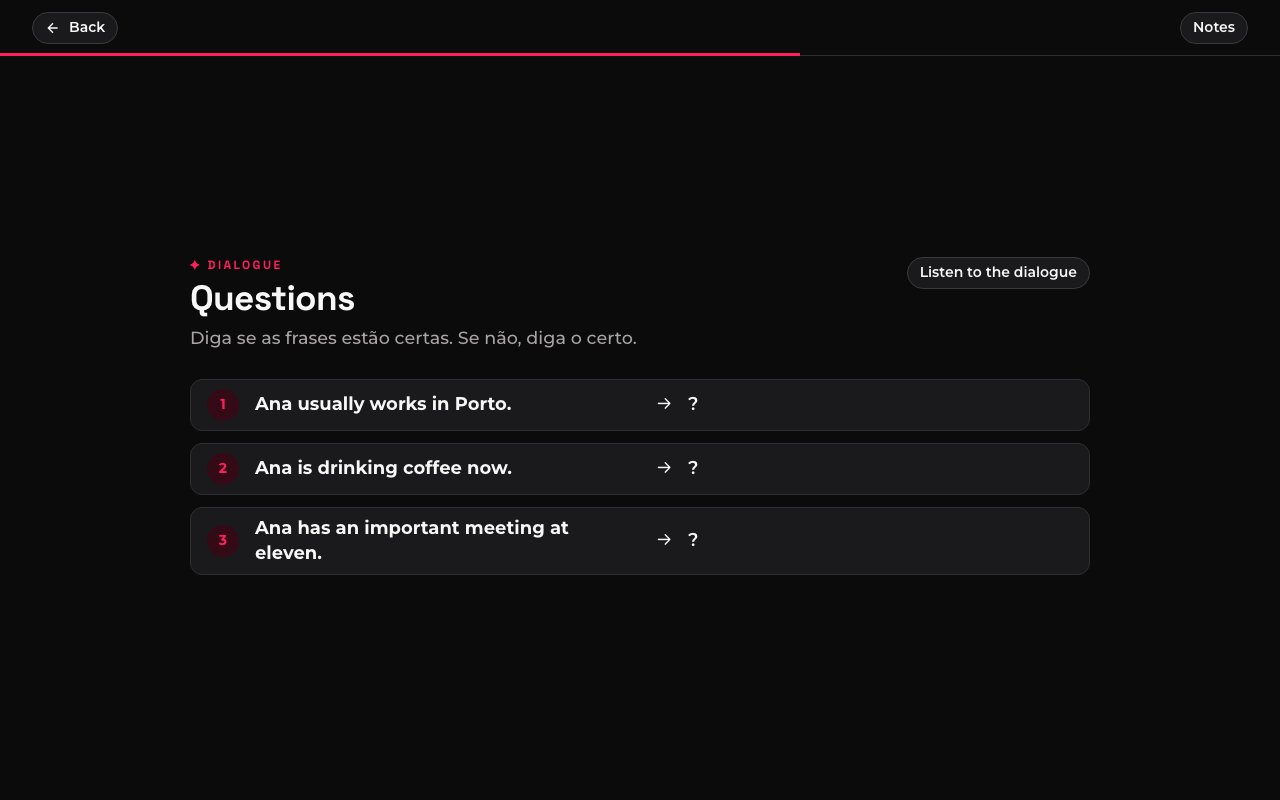 ← Back
Notes
✦ DIALOGUE
Listen to the dialogue
Questions
Diga se as frases estão certas. Se não, diga o certo.
1 Ana usually works in Porto. → ?
2 Ana is drinking coffee now. → ?
3 Ana has an important meeting at
eleven. → ?